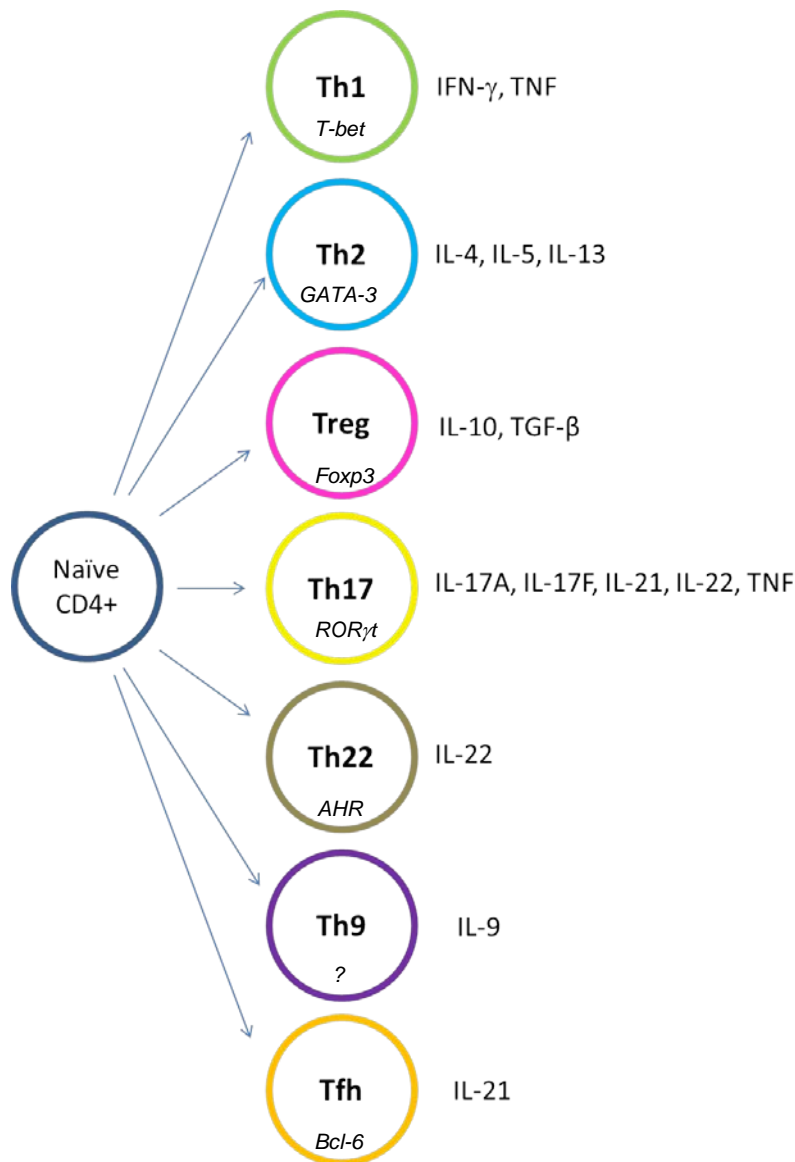 Th1
T-bet
IFN-γ, TNF
Th2
GATA-3
IL-4, IL-5, IL-13
Treg
Foxp3
IL-10, TGF-β
Naïve
CD4+
Th17
RORγt
IL-17A, IL-17F, IL-21, IL-22, TNF
Th22
AHR
IL-22
Th9
?
IL-9
Tfh
Bcl-6
IL-21